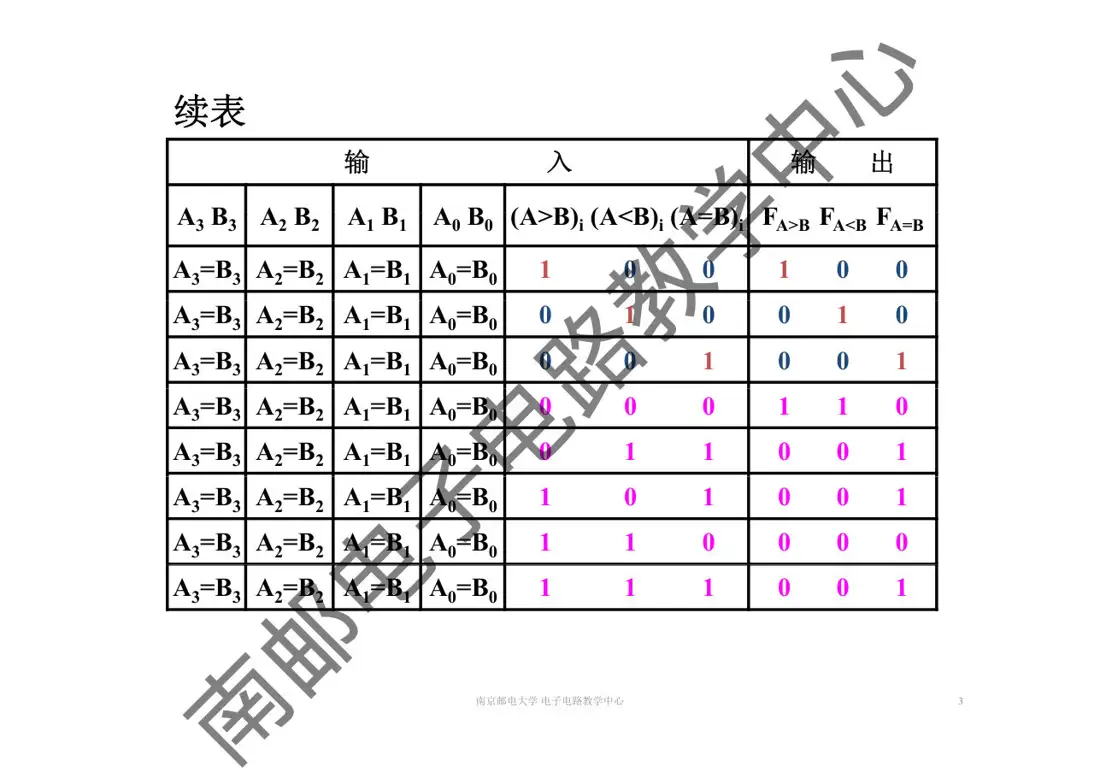 续表
输 入 输 出
A₃ B₃ A₂ B₂ A₁ B₁ A₀ B₀ (A>B)ᵢ (A<B)ᵢ (A=B)ᵢ F_A>B F_A<B F_A=B
A₃=B₃ A₂=B₂ A₁=B₁ A₀=B₀ 1 0 0 1 0 0
A₃=B₃ A₂=B₂ A₁=B₁ A₀=B₀ 0 1 0 0 1 0
A₃=B₃ A₂=B₂ A₁=B₁ A₀=B₀ 0 0 1 0 0 1
A₃=B₃ A₂=B₂ A₁=B₁ A₀=B₀ 0 0 0 1 1 0
A₃=B₃ A₂=B₂ A₁=B₁ A₀=B₀ 0 1 1 0 0 1
A₃=B₃ A₂=B₂ A₁=B₁ A₀=B₀ 1 0 1 0 0 1
A₃=B₃ A₂=B₂ A₁=B₁ A₀=B₀ 1 1 0 0 0 0
A₃=B₃ A₂=B₂ A₁=B₁ A₀=B₀ 1 1 1 0 0 1
南邮电子电路教学中心
南京邮电大学 电子电路教学中心 3